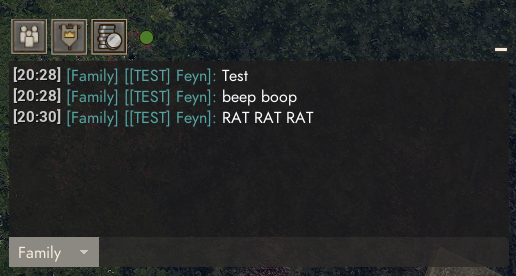 [20:28] [Family] [[TEST] Feyn]: Test
[20:28] [Family] [[TEST] Feyn]: beep boop
[20:30] [Family] [[TEST] Feyn]: RAT RAT RAT
Family